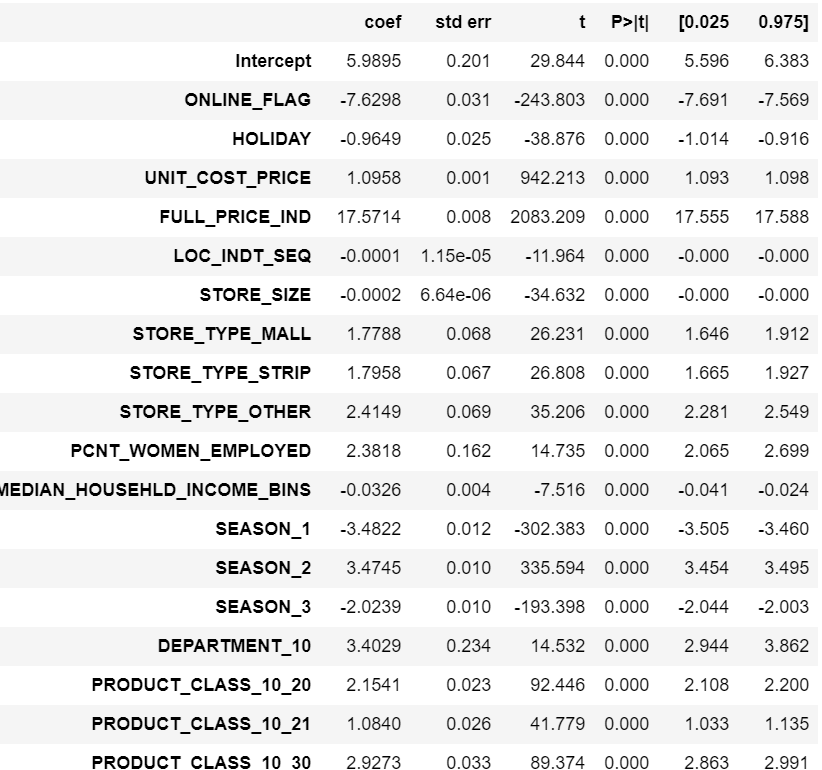 coef std err t P>|t| [0.025 0.975]
Intercept 5.9895 0.201 29.844 0.000 5.596 6.383
ONLINE_FLAG -7.6298 0.031 -243.803 0.000 -7.691 -7.569
HOLIDAY -0.9649 0.025 -38.876 0.000 -1.014 -0.916
UNIT_COST_PRICE 1.0958 0.001 942.213 0.000 1.093 1.098
FULL_PRICE_IND 17.5714 0.008 2083.209 0.000 17.555 17.588
LOC_INDT_SEQ -0.0001 1.15e-05 -11.964 0.000 -0.000 -0.000
STORE_SIZE -0.0002 6.64e-06 -34.632 0.000 -0.000 -0.000
STORE_TYPE_MALL 1.7788 0.068 26.231 0.000 1.646 1.912
STORE_TYPE_STRIP 1.7958 0.067 26.808 0.000 1.665 1.927
STORE_TYPE_OTHER 2.4149 0.069 35.206 0.000 2.281 2.549
PCNT_WOMEN_EMPLOYED 2.3818 0.162 14.735 0.000 2.065 2.699
MEDIAN_HOUSEHLD_INCOME_BINS -0.0326 0.004 -7.516 0.000 -0.041 -0.024
SEASON_1 -3.4822 0.012 -302.383 0.000 -3.505 -3.460
SEASON_2 3.4745 0.010 335.594 0.000 3.454 3.495
SEASON_3 -2.0239 0.010 -193.398 0.000 -2.044 -2.003
DEPARTMENT_10 3.4029 0.234 14.532 0.000 2.944 3.862
PRODUCT_CLASS_10_20 2.1541 0.023 92.446 0.000 2.108 2.200
PRODUCT_CLASS_10_21 1.0840 0.026 41.779 0.000 1.033 1.135
PRODUCT_CLASS_10_30 2.9273 0.033 89.374 0.000 2.863 2.991